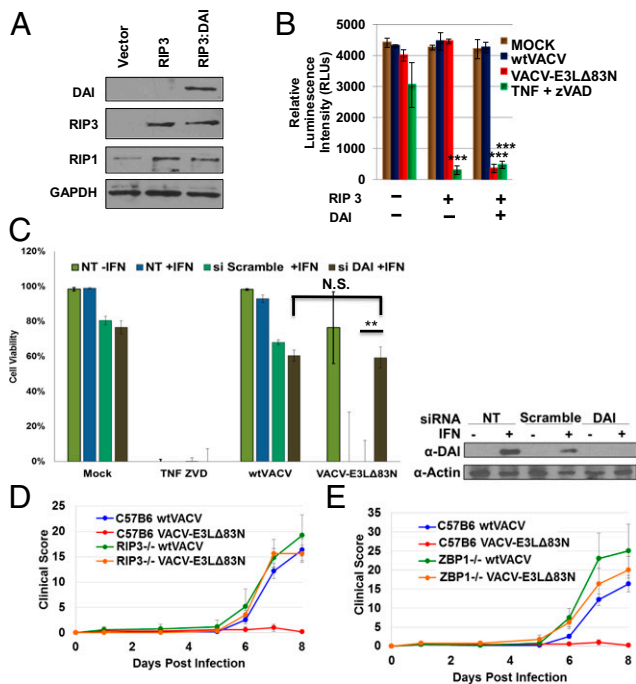 A
Vector
RIP3
RIP3:DAI
DAI
RIP3
RIP1
GAPDH
B
Relative
Luminescence
Intensity (RLUs)
5000
4000
3000
2000
1000
0
MOCK
wtVACV
VACV-E3LΔ83N
TNF + zVAD
***
***
***
RIP 3 – + +
DAI – – +
C
NT -IFN NT +IFN si Scramble +IFN si DAI +IFN
Cell Viability
120%
100%
80%
60%
40%
20%
0%
N.S.
**
Mock TNF ZVD wtVACV VACV-E3LΔ83N
siRNA NT Scramble DAI
IFN - + - + - +
α-DAI
α-Actin
D
Clinical Score
25
20
15
10
5
0
C57B6 wtVACV
C57B6 VACV-E3LΔ83N
RIP3-/- wtVACV
RIP3-/- VACV-E3LΔ83N
0 2 4 6 8
Days Post Infection
E
Clinical Score
35
30
25
20
15
10
5
0
C57B6 wtVACV
C57B6 VACV-E3LΔ83N
ZBP1-/- wtVACV
ZBP1-/- VACV-E3LΔ83N
0 2 4 6 8
Days Post Infection